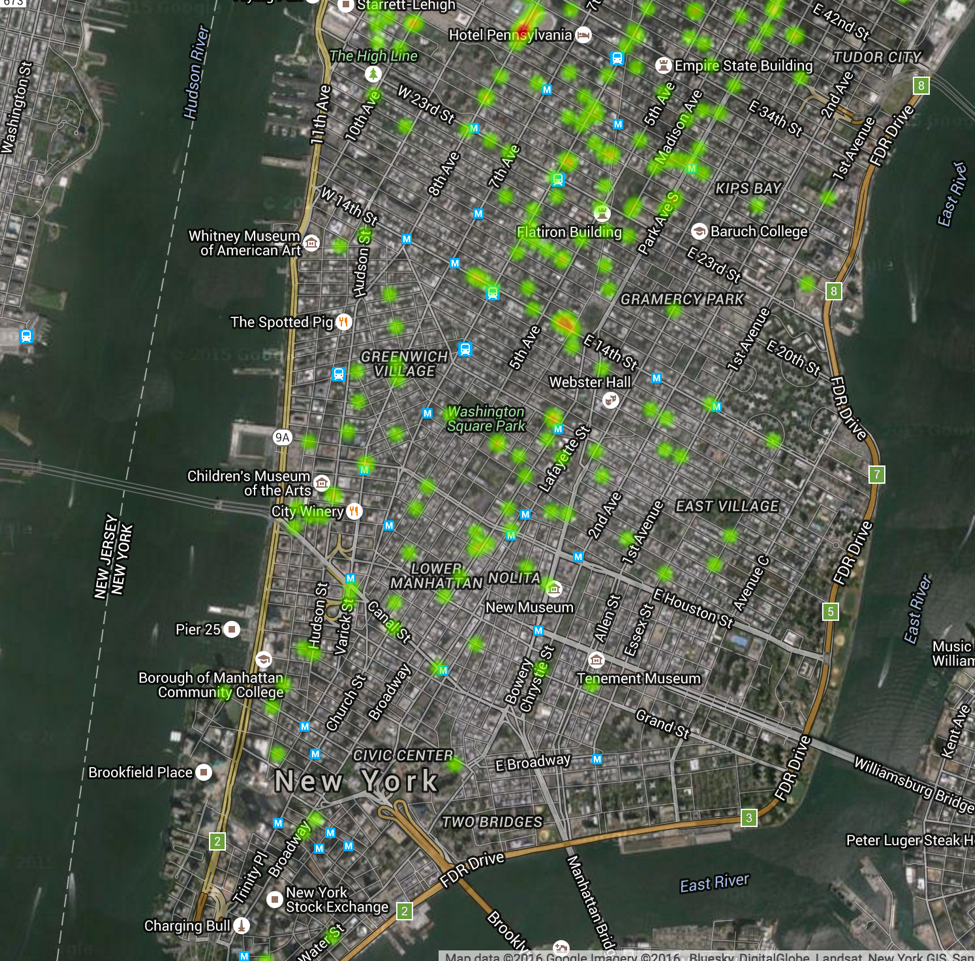 673
Starrett-Lehigh
Hotel Pennsylvania
E 42nd St
TUDOR CITY
The High Line
Empire State Building
Hudson River
Washington St
11th Ave
10th Ave
W 23rd St
5th Ave
Madison Ave
E 34th St
2nd Ave
8
1st Avenue
FDR Drive
8th Ave
7th Ave
KIPS BAY
East River
W 14th St
Park Ave S
Whitney Museum
of American Art
Hudson St
Flatiron Building
Baruch College
E 23rd St
8
GRAMERCY PARK
The Spotted Pig
5th Ave
E 14th St
1st Avenue
E 20th St
GREENWICH
VILLAGE
Webster Hall
FDR Drive
Washington
Square Park
9A
Lafayette St
7
Children's Museum
of the Arts
City Winery
2nd Ave
1st Avenue
EAST VILLAGE
NEW JERSEY
NEW YORK
FDR Drive
LOWER
MANHATTAN
NOLITA
Avenue C
New Museum
E Houston St
East River
5
Hudson St
Varick St
Canal St
Allen St
Essex St
Pier 25
Music
William
Borough of Manhattan
Community College
Church St
Broadway
Bowery
Chrystie St
Tenement Museum
Grand St
Kent Ave
CIVIC CENTER
E Broadway
FDR Drive
Williamsburg Bridge
Brookfield Place
New York
TWO BRIDGES
3
2
Broadway
Trinity Pl
Peter Luger Steak H
FDR Drive
East River
New York
Stock Exchange
2
Manhattan Brid
Charging Bull
Water St
Brookly
Map data ©2016 Google Imagery ©2016 , Bluesky, DigitalGlobe, Landsat, New York GIS, San